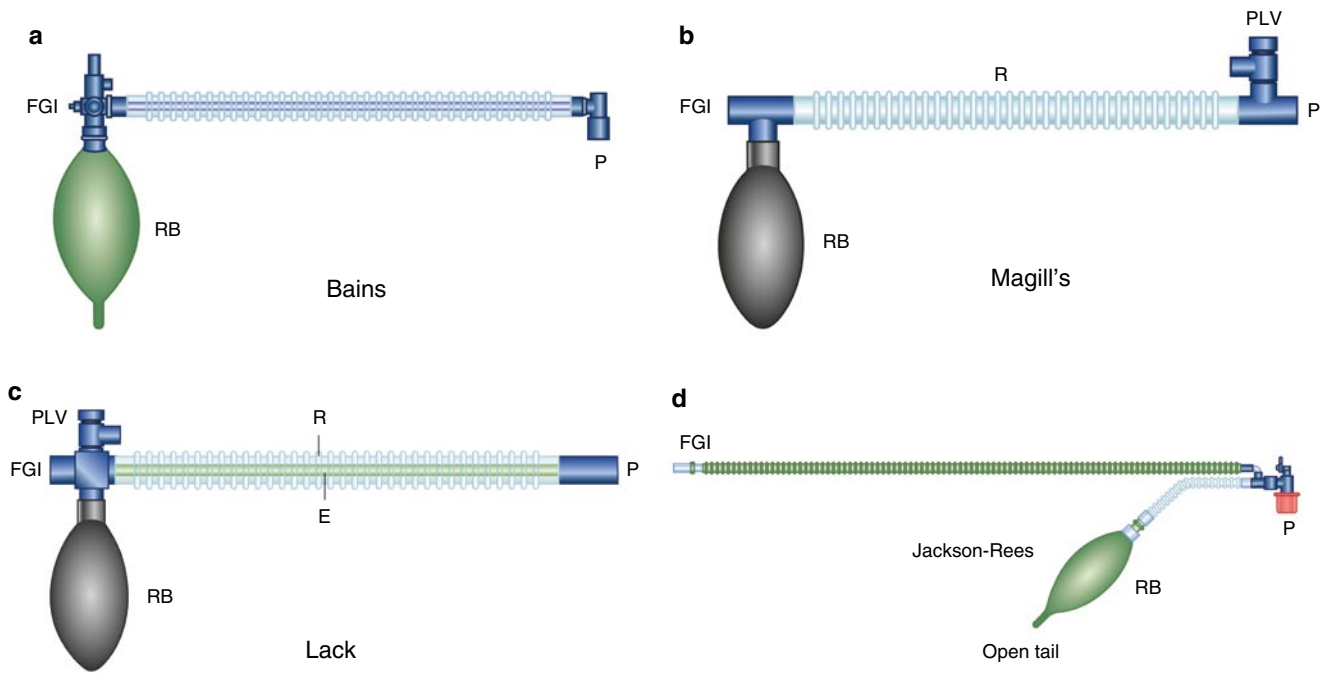 a
FGI
P
RB
Bains
b
PLV
R
FGI
P
RB
Magill's
c
PLV
R
FGI
P
E
RB
Lack
d
FGI
P
Jackson-Rees
RB
Open tail